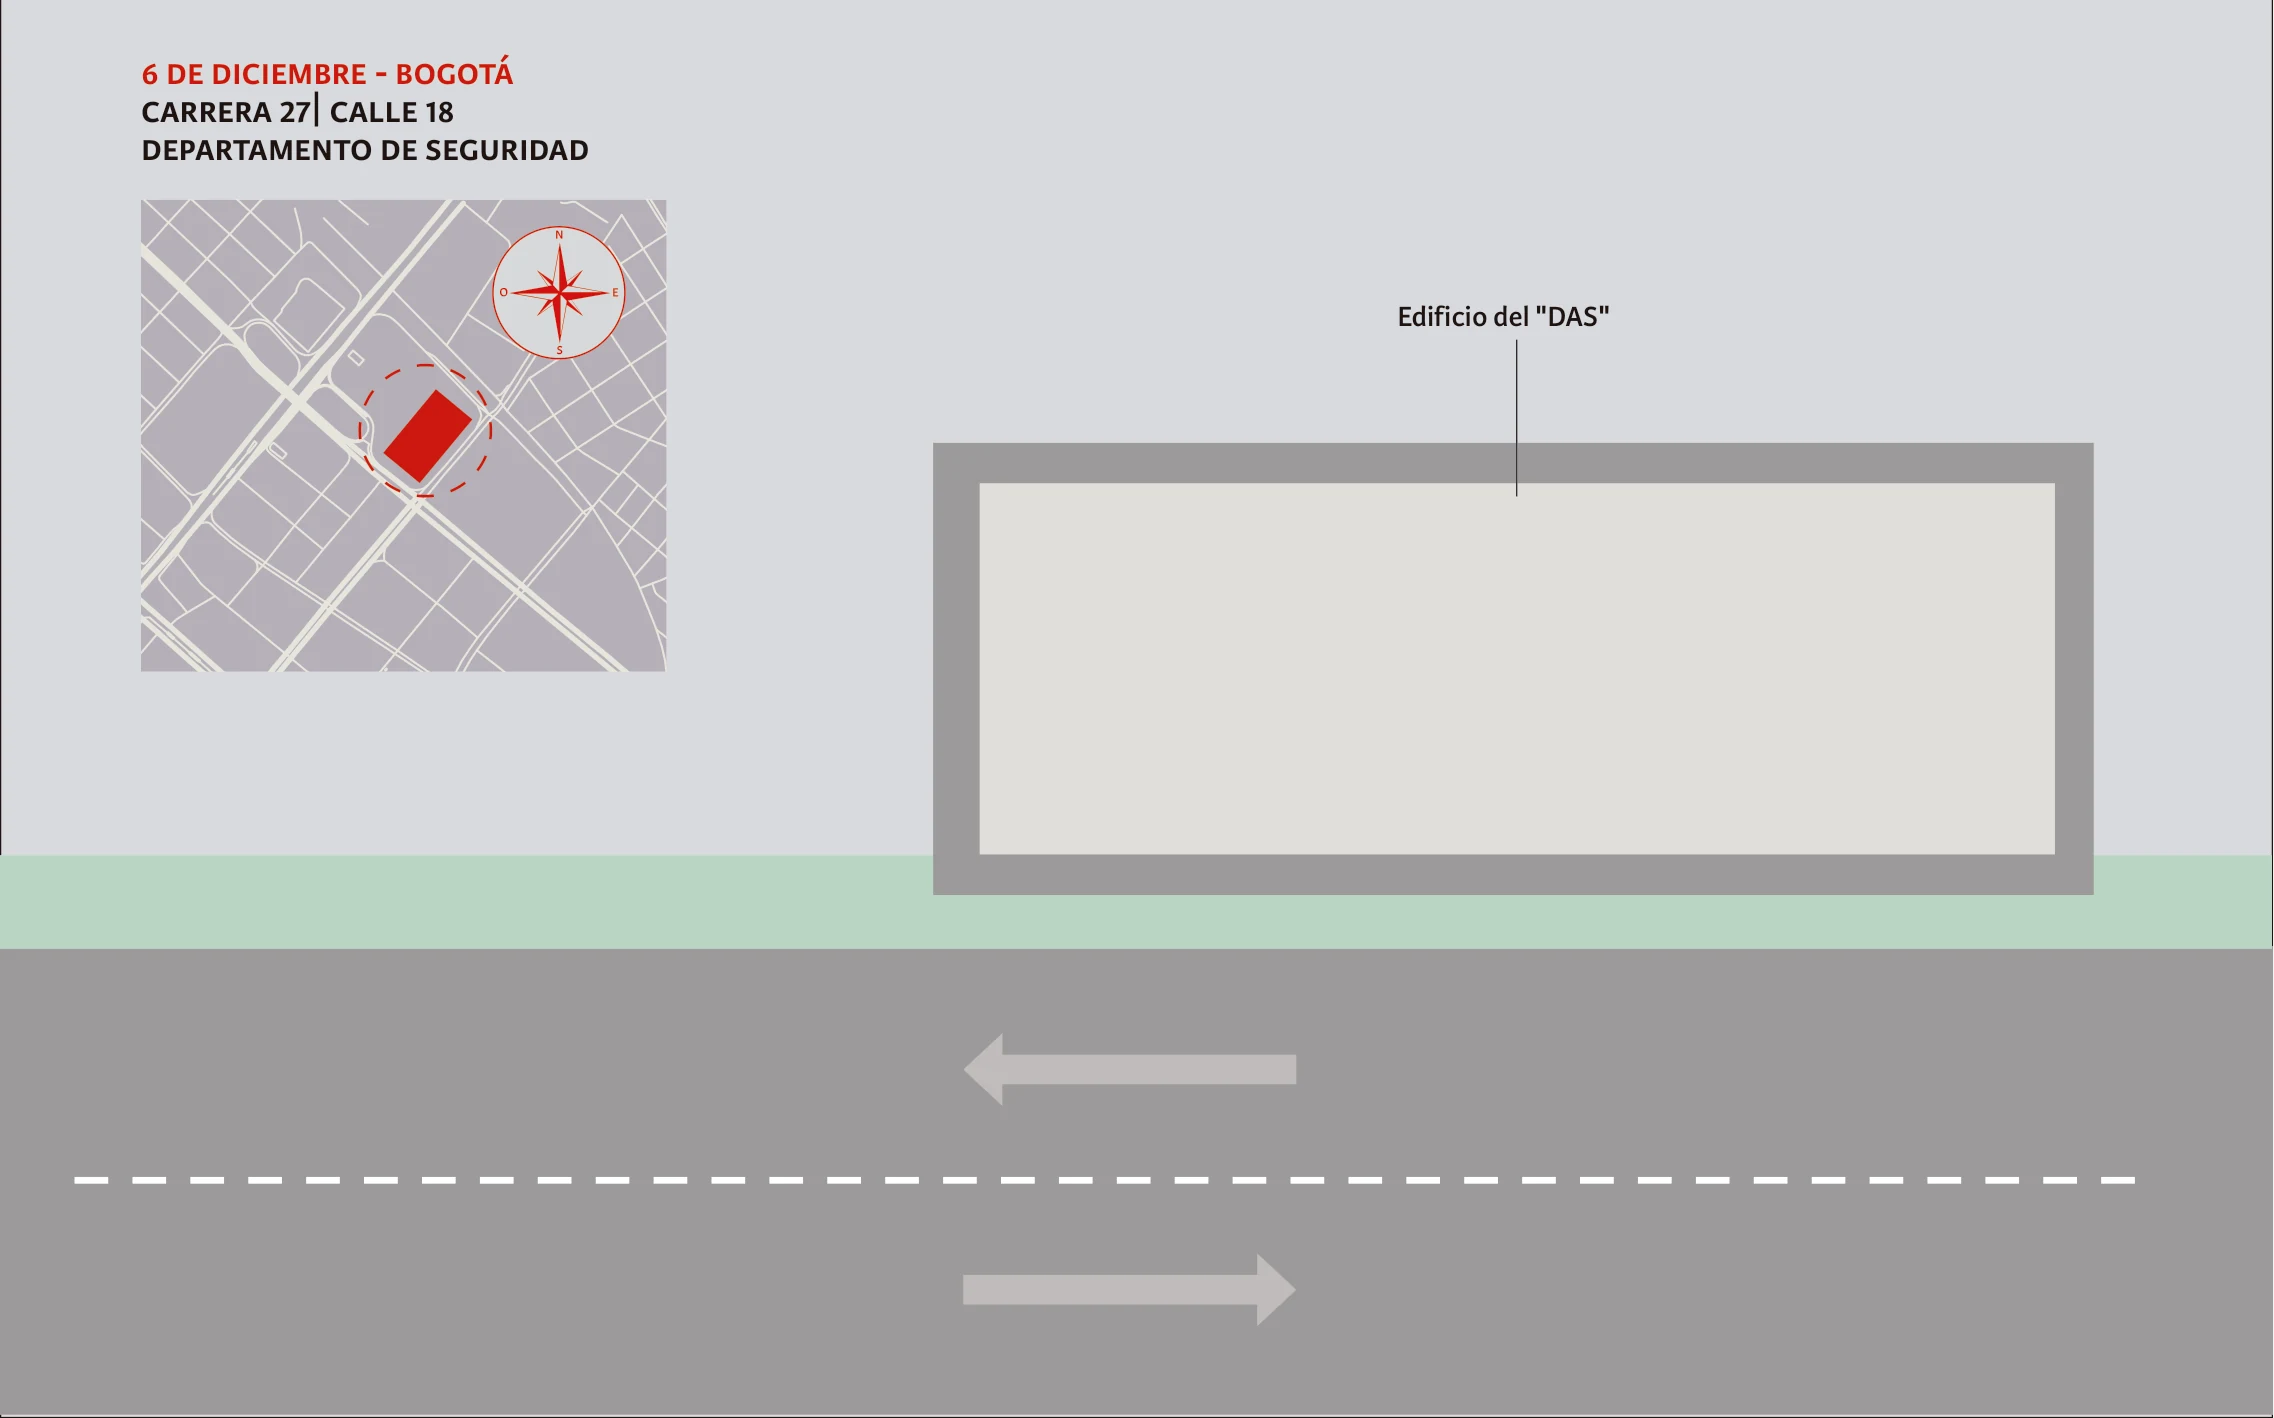 6 DE DICIEMBRE - BOGOTÁ
CARRERA 27| CALLE 18
DEPARTAMENTO DE SEGURIDAD
N
O E
S
Edificio del "DAS"